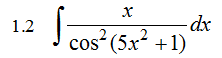 1.2 ∫ x / cos²(5x² + 1) dx